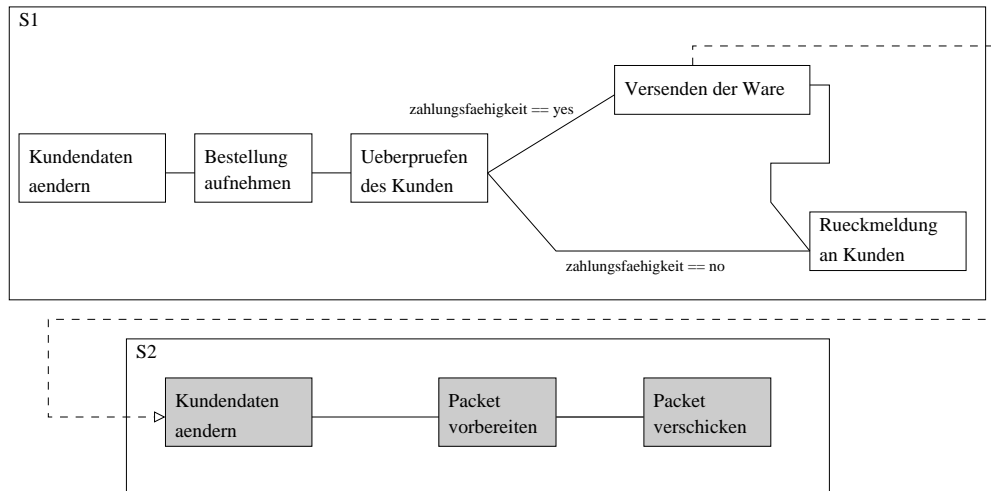 S1
Kundendaten
aendern
Bestellung
aufnehmen
Ueberpruefen
des Kunden
zahlungsfaehigkeit == yes
Versenden der Ware
zahlungsfaehigkeit == no
Rueckmeldung
an Kunden
S2
Kundendaten
aendern
Packet
vorbereiten
Packet
verschicken